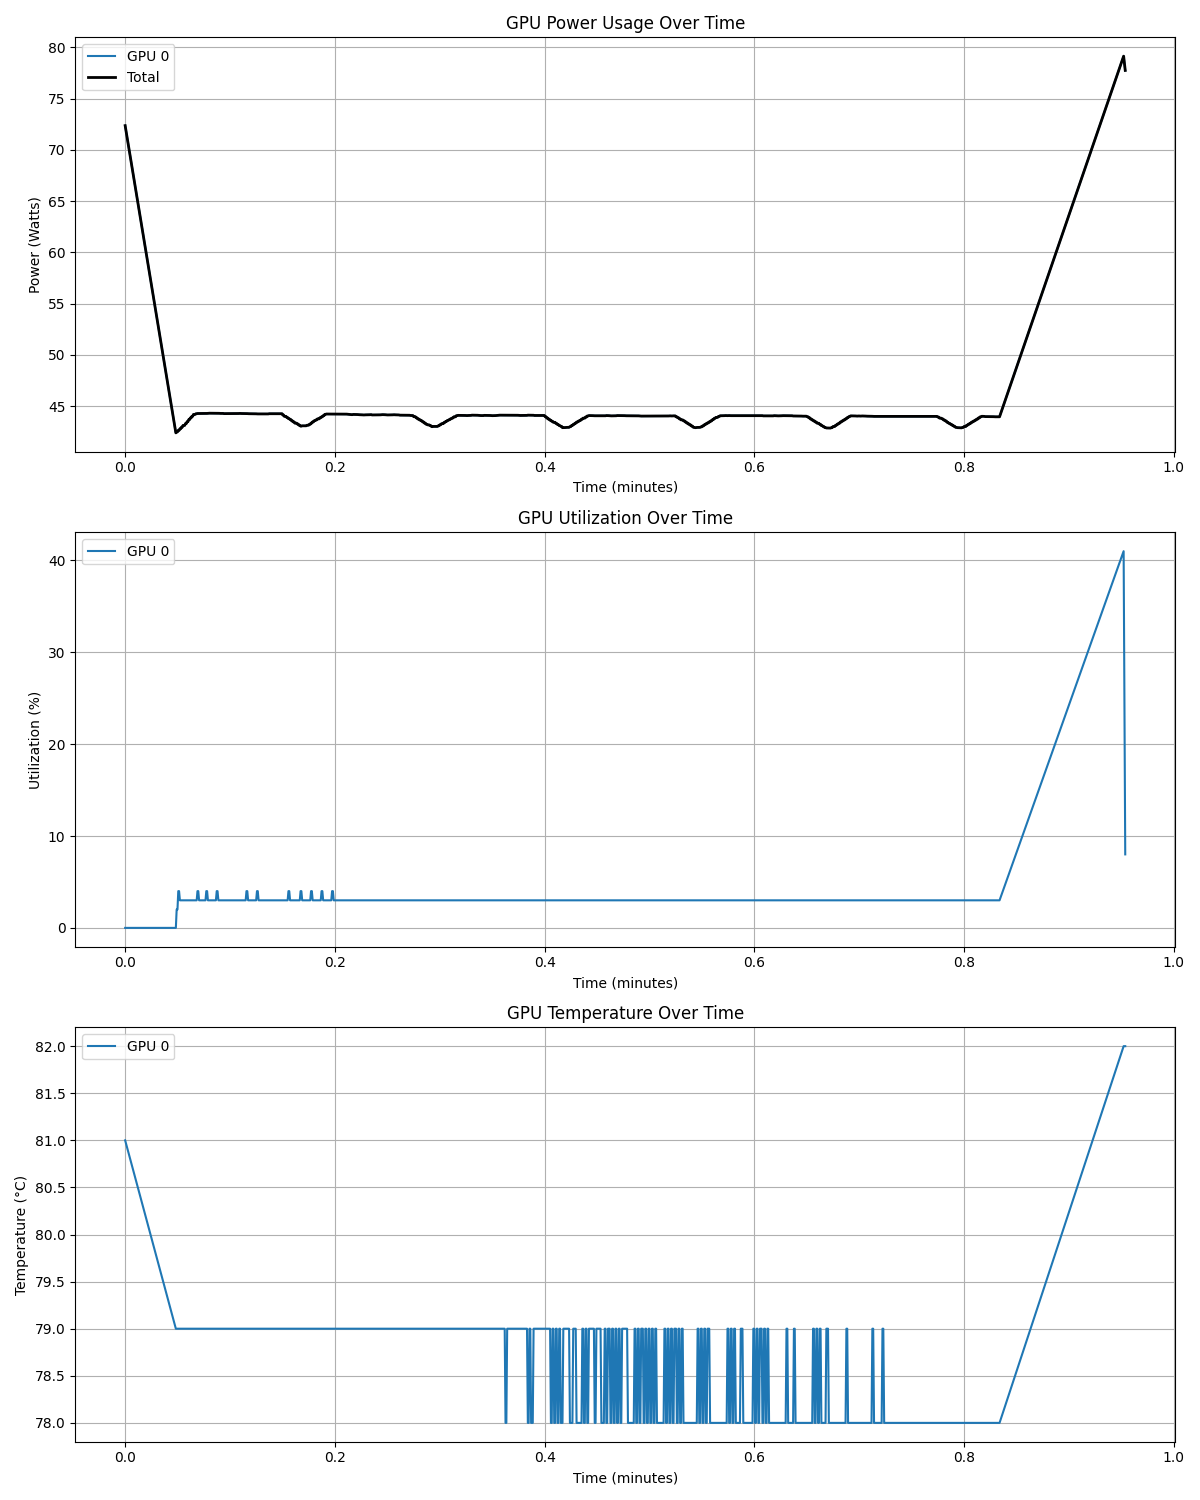 GPU Power Usage Over Time
GPU 0
Total
80
75
70
65
60
55
50
45
Power (Watts)
0.0 0.2 0.4 0.6 0.8 1.0
Time (minutes)
GPU Utilization Over Time
GPU 0
40
30
20
10
0
Utilization (%)
0.0 0.2 0.4 0.6 0.8 1.0
Time (minutes)
GPU Temperature Over Time
GPU 0
82.0
81.5
81.0
80.5
80.0
79.5
79.0
78.5
78.0
Temperature (°C)
0.0 0.2 0.4 0.6 0.8 1.0
Time (minutes)